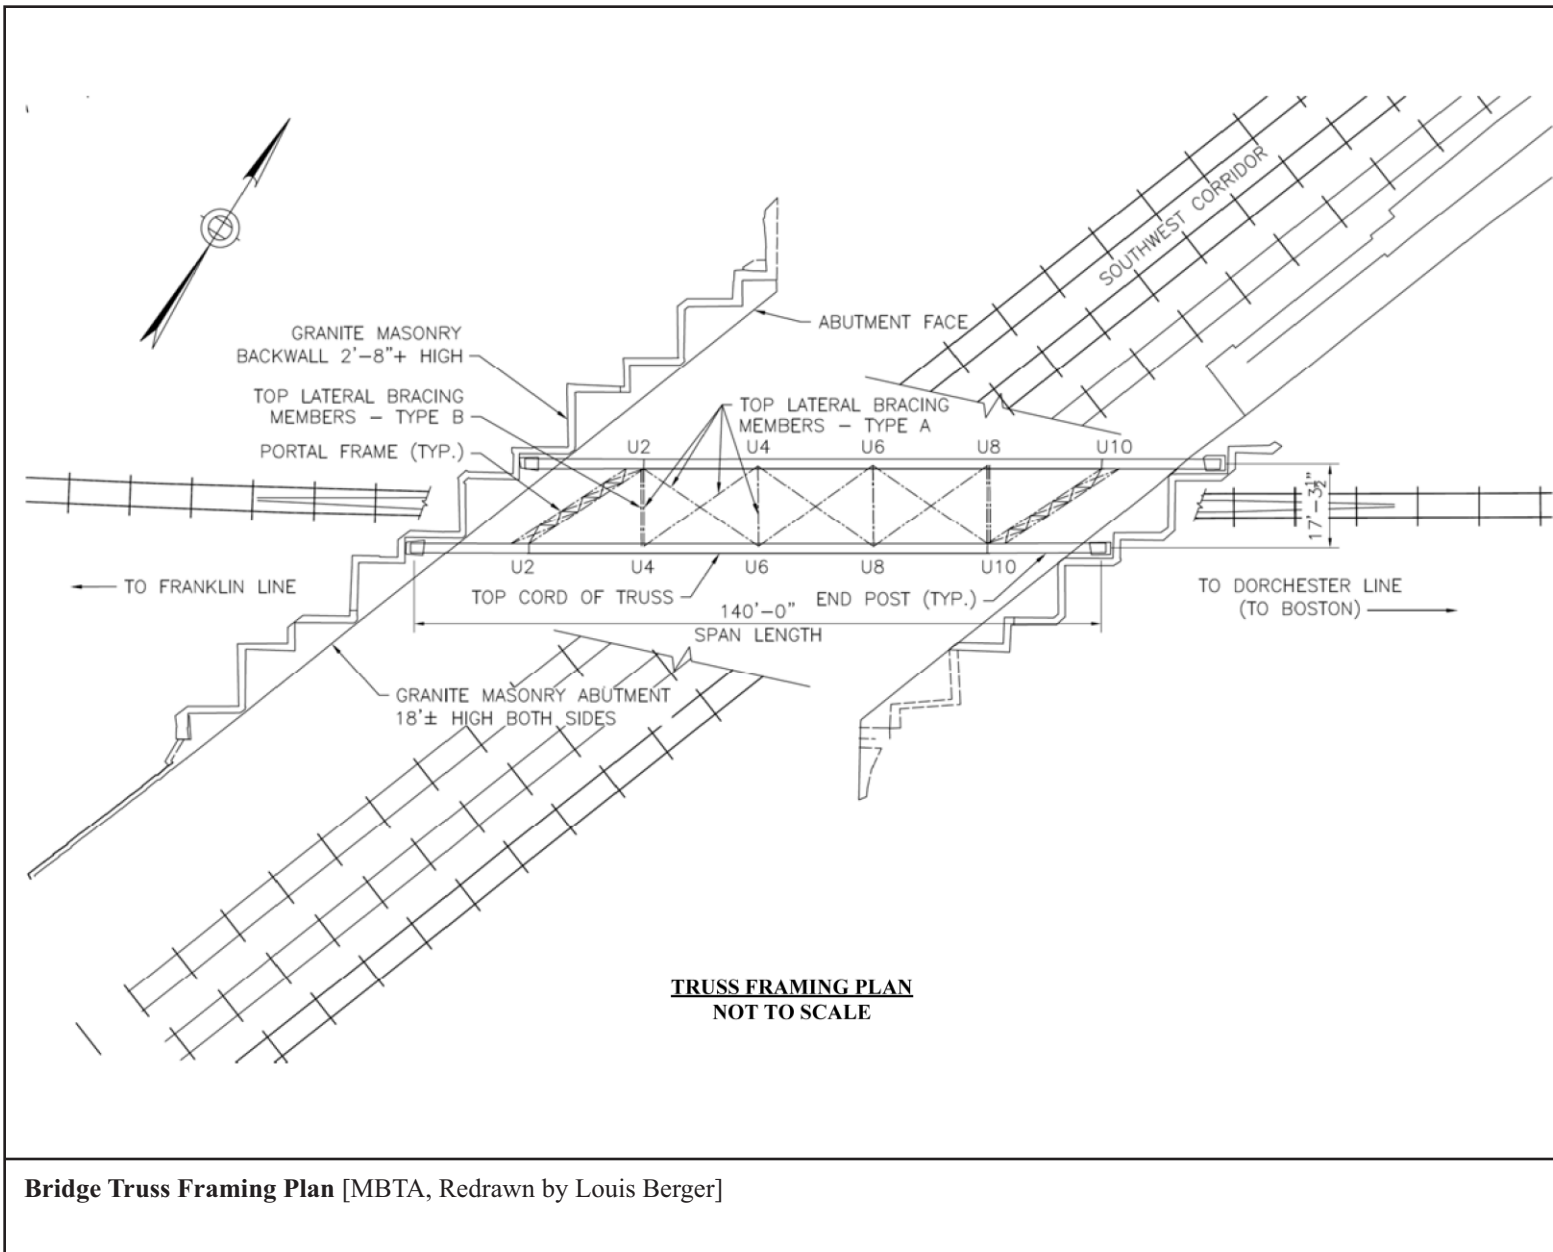 SOUTHWEST CORRIDOR
ABUTMENT FACE
GRANITE MASONRY
BACKWALL 2'-8"+ HIGH
TOP LATERAL BRACING
MEMBERS - TYPE B
PORTAL FRAME (TYP.)
TOP LATERAL BRACING
MEMBERS - TYPE A
U2 U4 U6 U8 U10
17'-3½"
U2 U4 U6 U8 U10
TO FRANKLIN LINE
TOP CORD OF TRUSS
END POST (TYP.)
140'-0"
SPAN LENGTH
TO DORCHESTER LINE
(TO BOSTON)
GRANITE MASONRY ABUTMENT
18'± HIGH BOTH SIDES
TRUSS FRAMING PLAN
NOT TO SCALE
Bridge Truss Framing Plan [MBTA, Redrawn by Louis Berger]